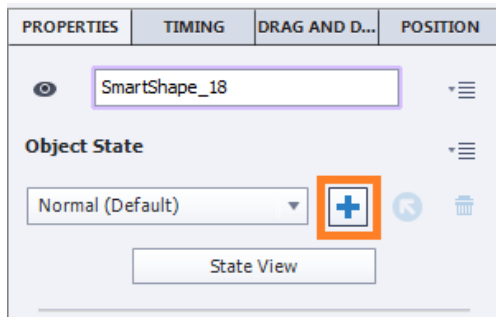 PROPERTIES TIMING DRAG AND D... POSITION
SmartShape_18
Object State
Normal (Default)
State View